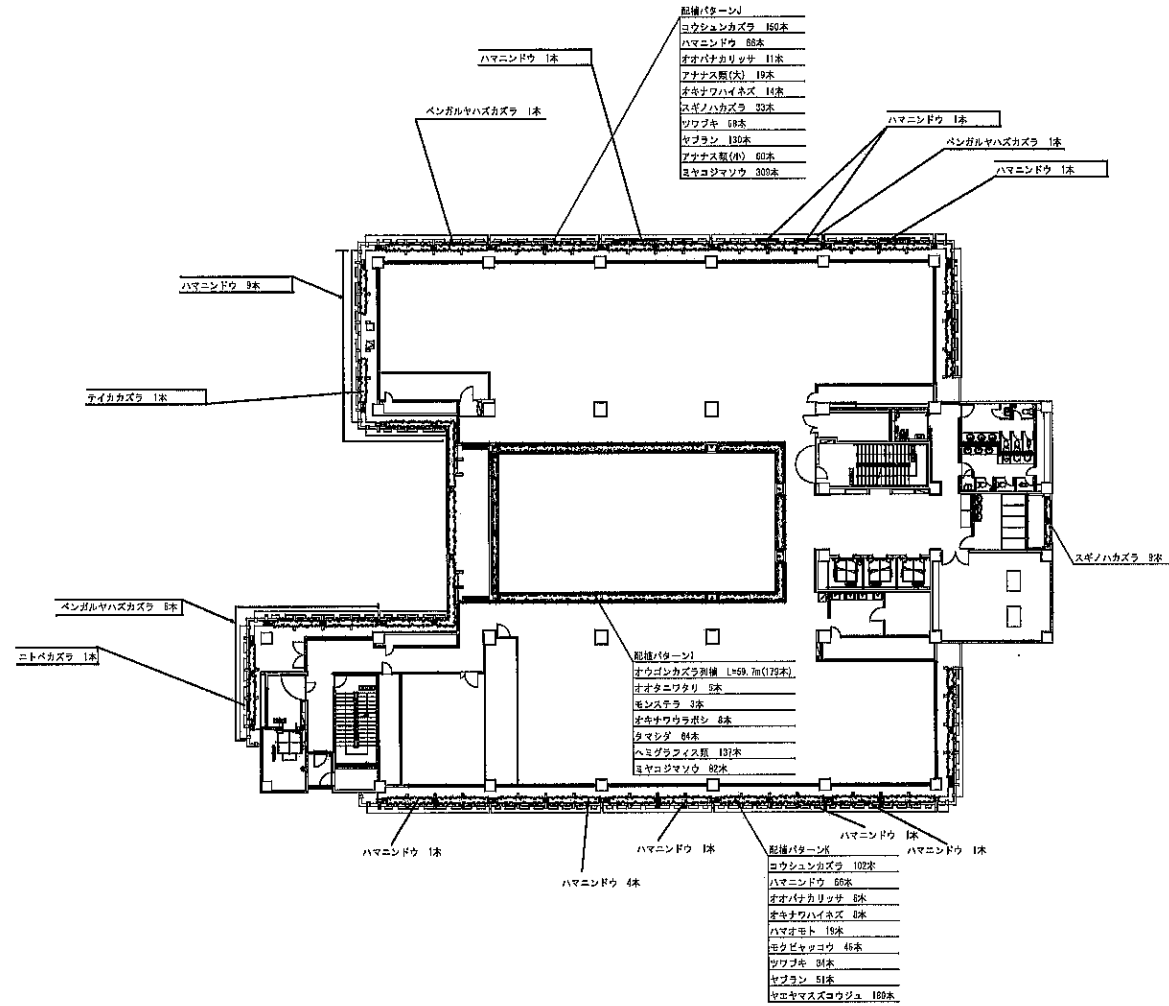 配植パターンJ
コウシュンカズラ 150本
ハマニンドウ 66本
オオバナカリッサ 11本
アナナス類(大) 19本
オキナワハイネズ 14本
スギノハカズラ 33本
ツワブキ 68本
ヤブラン 130本
アナナス類(小) 60本
ミヤコジマソウ 309本
ハマニンドウ 1本
ベンガルヤハズカズラ 1本
ハマニンドウ 1本
ベンガルヤハズカズラ 1本
ハマニンドウ 1本
ハマニンドウ 9本
テイカカズラ 1本
スギノハカズラ 9本
ベンガルヤハズカズラ 6本
ニトベカズラ 1本
配植パターンI
オウゴンカズラ列植 L=59.7m(179本)
オオタニワタリ 5本
モンステラ 3本
オキナワウラボシ 8本
タマシダ 64本
ヘミグラフィス類 137本
ミヤコジマソウ 82本
ハマニンドウ 1本
ハマニンドウ 4本
ハマニンドウ 1本
ハマニンドウ 1本
ハマニンドウ 1本
配植パターンK
コウシュンカズラ 102本
ハマニンドウ 66本
オオバナカリッサ 6本
オキナワハイネズ 8本
ハマオモト 19本
モクビャッコウ 46本
ツワブキ 34本
ヤブラン 51本
ヤエヤマスズコウジュ 189本